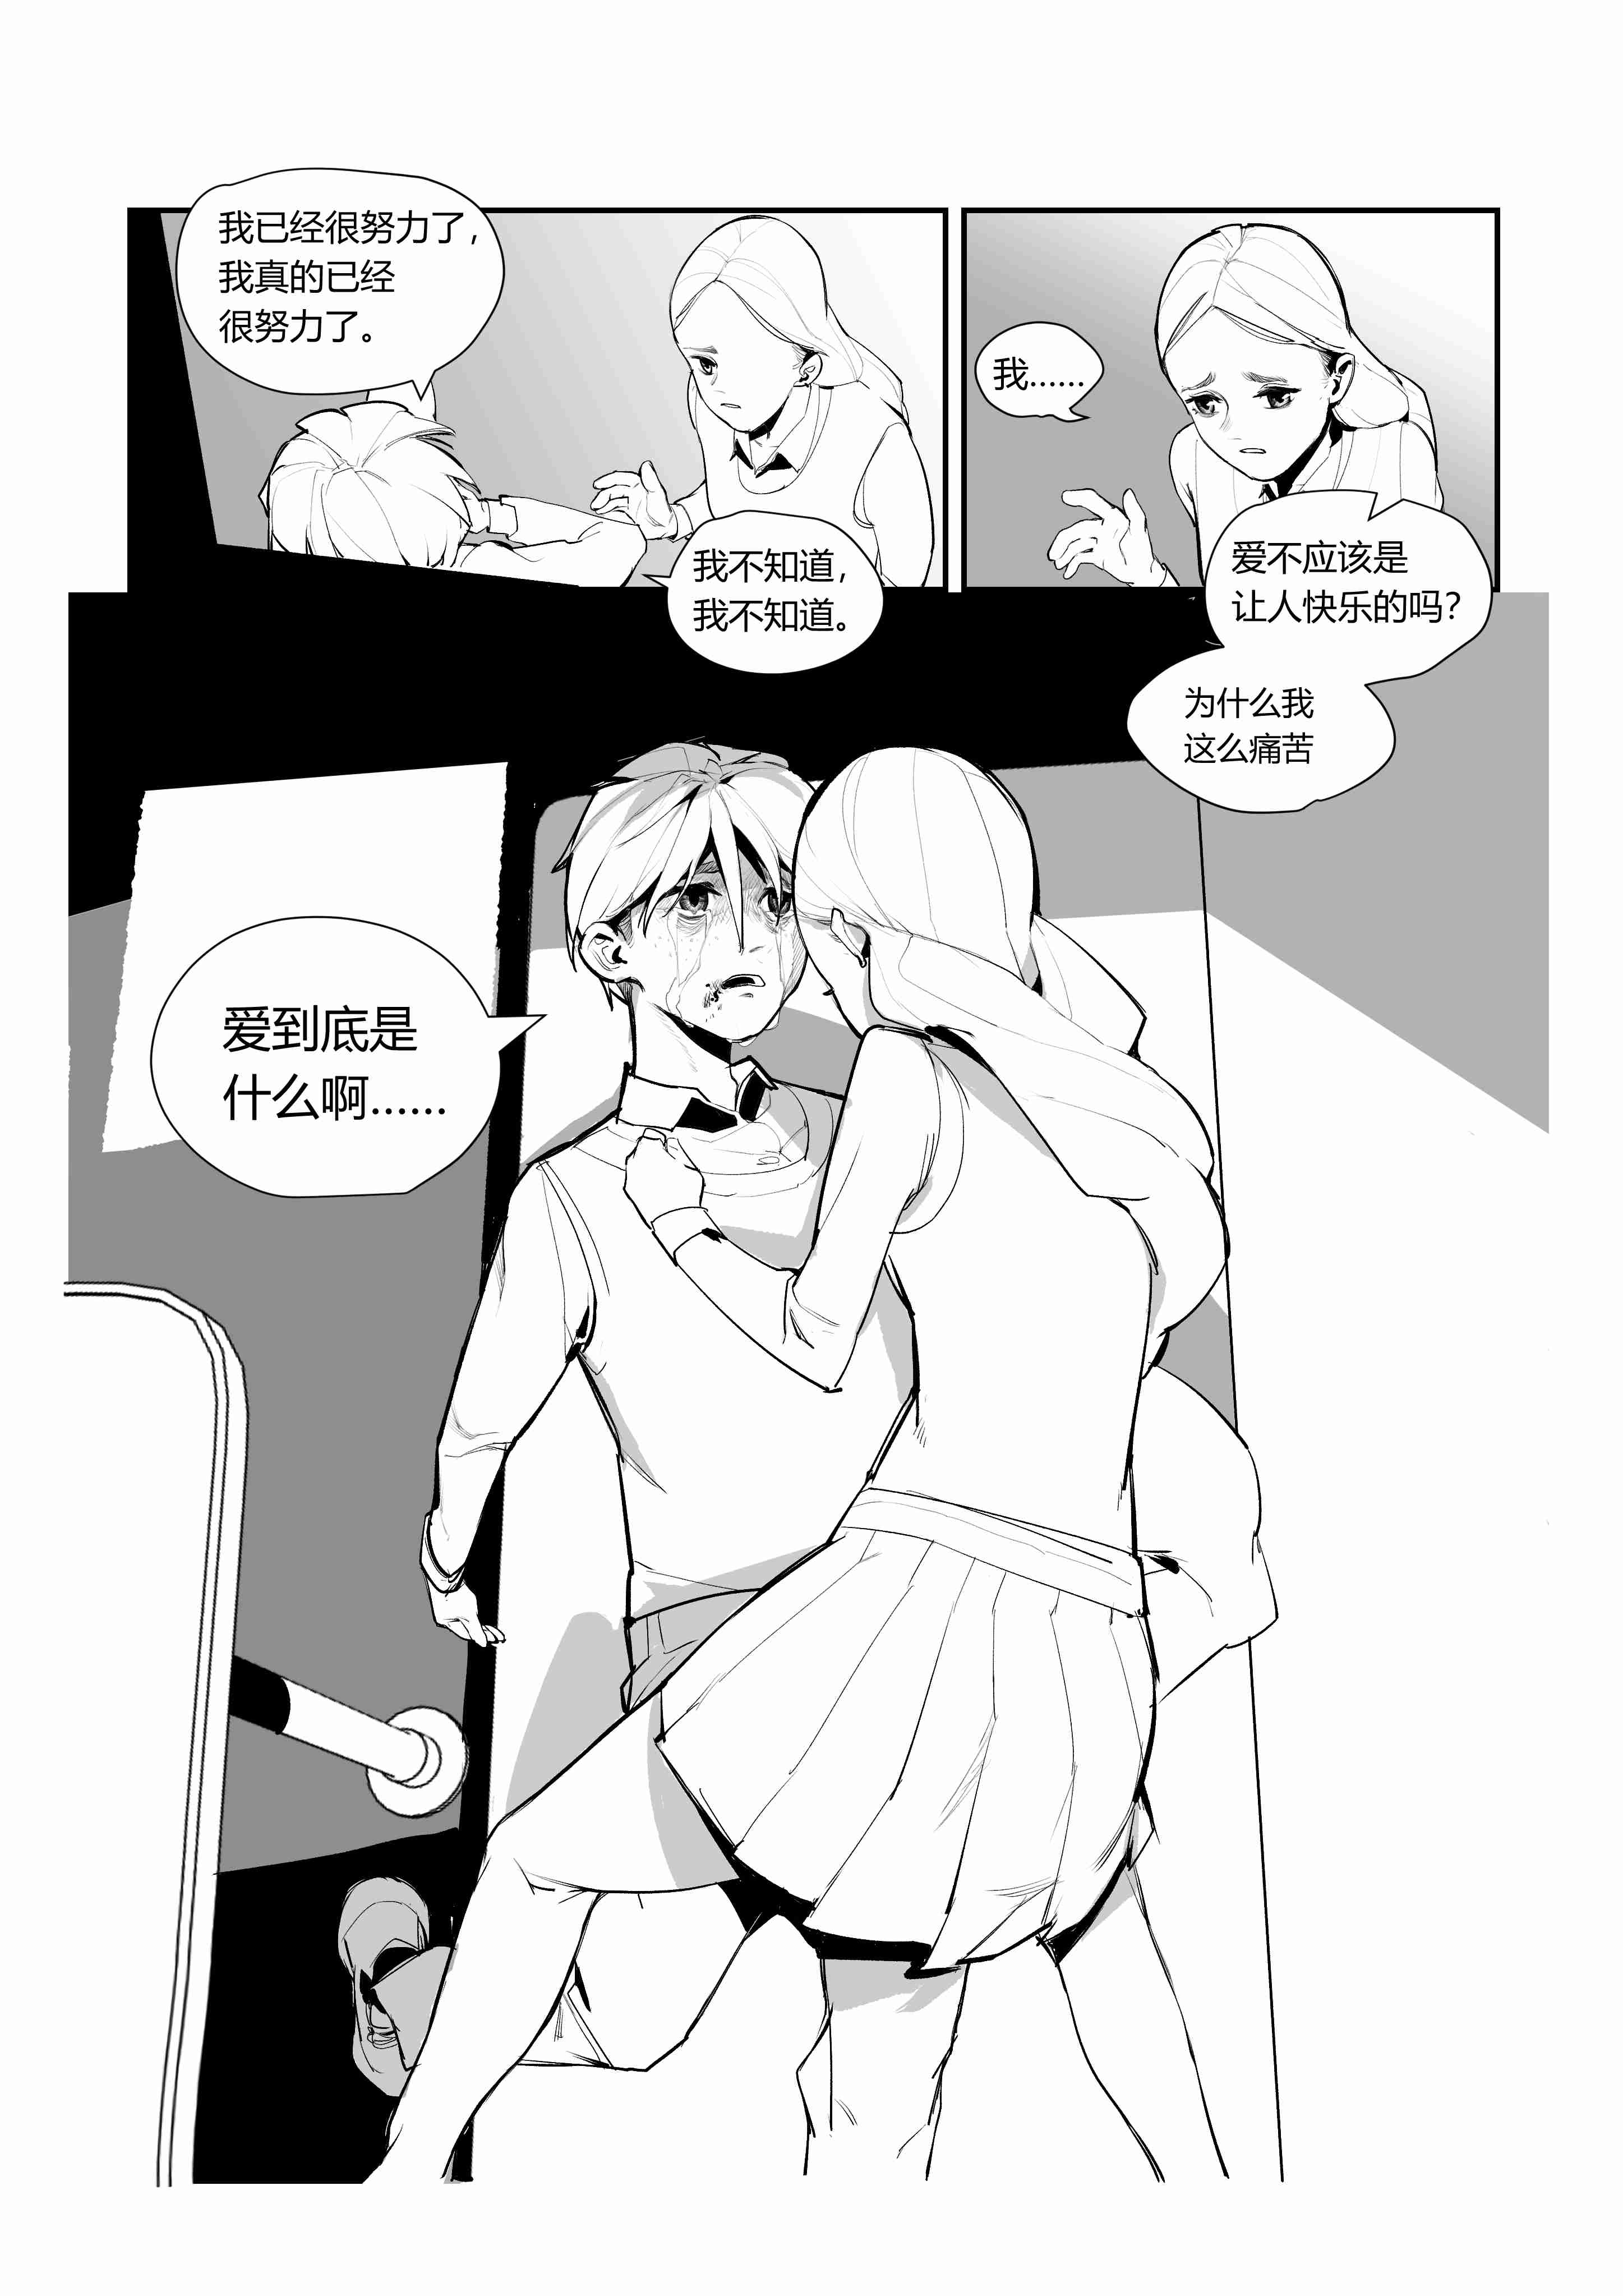 我已经很努力了，
我真的已经
很努力了。
我不知道，
我不知道。
我……
爱不应该是
让人快乐的吗？
为什么我
这么痛苦
爱到底是
什么啊……